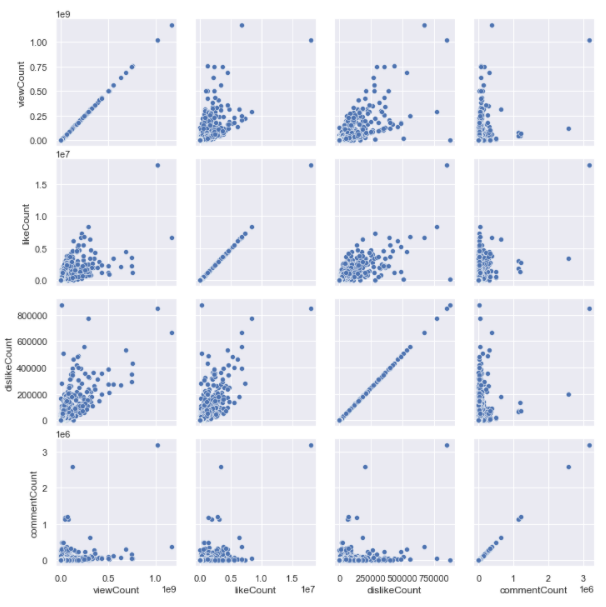 1e9
1.00
0.75
0.50
0.25
0.00
viewCount
1e7
1.5
1.0
0.5
0.0
likeCount
800000
600000
400000
200000
0
dislikeCount
1e6
3
2
1
0
commentCount
0.0 0.5 1.0 0.0 0.5 1.0 1.5 0 250000 500000 750000 0 1 2 3
viewCount 1e9 likeCount 1e7 dislikeCount commentCount 1e6